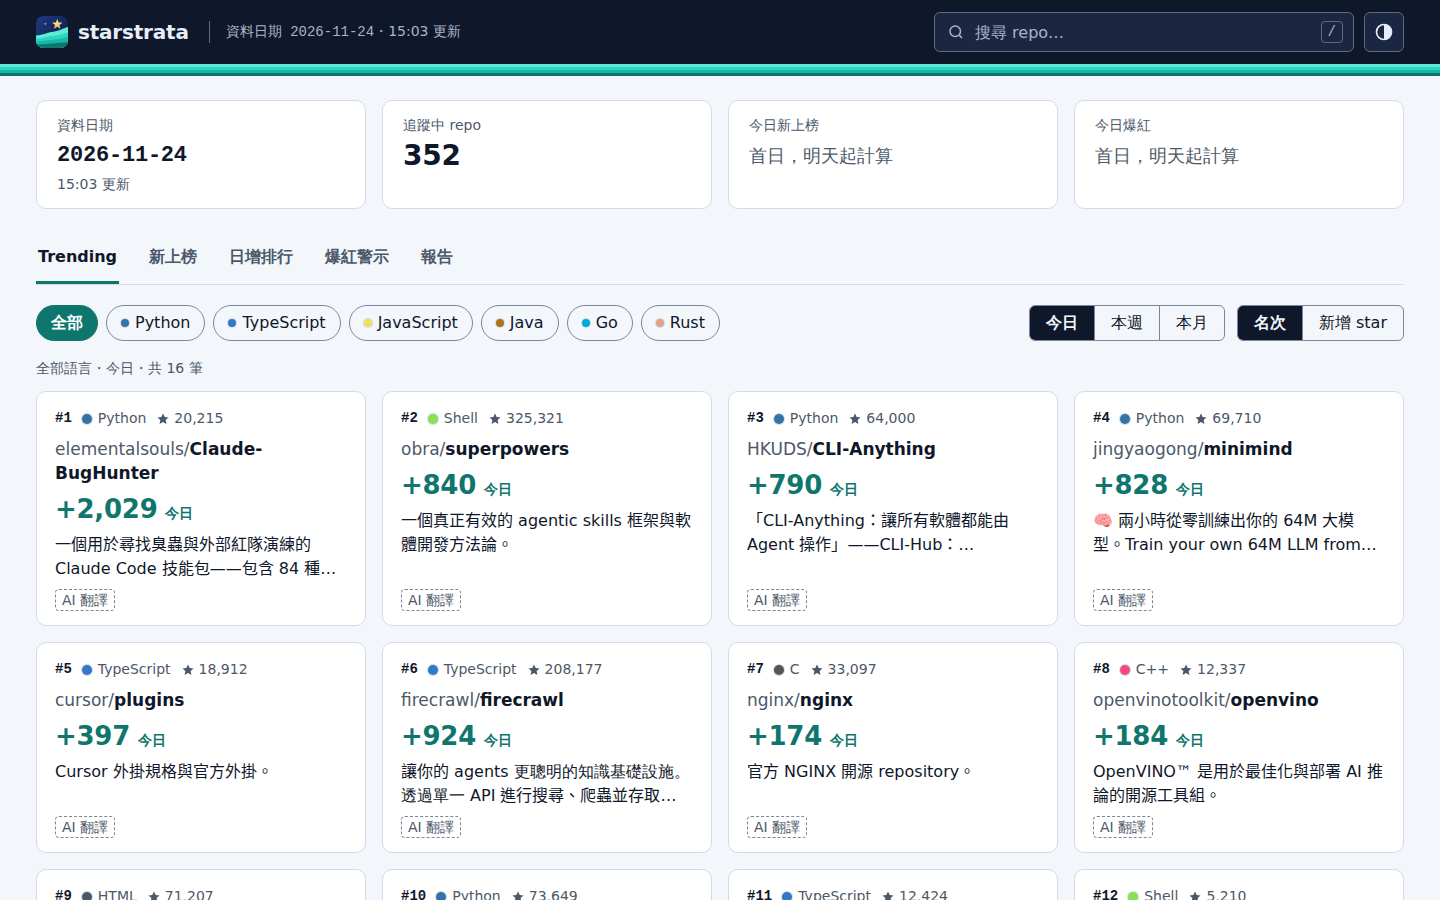 starstrata
資料日期 2026-11-24 · 15:03 更新
搜尋 repo…
/
資料日期
2026-11-24
15:03 更新
追蹤中 repo
352
今日新上榜
首日，明天起計算
今日爆紅
首日，明天起計算
Trending
新上榜
日增排行
爆紅警示
報告
全部
Python
TypeScript
JavaScript
Java
Go
Rust
今日
本週
本月
名次
新增 star
全部語言 · 今日 · 共 16 筆
#1 Python ★ 20,215
elementalsouls/Claude-
BugHunter
+2,029 今日
一個用於尋找臭蟲與外部紅隊演練的
Claude Code 技能包——包含 84 種…
AI 翻譯
#2 Shell ★ 325,321
obra/superpowers
+840 今日
一個真正有效的 agentic skills 框架與軟
體開發方法論。
AI 翻譯
#3 Python ★ 64,000
HKUDS/CLI-Anything
+790 今日
「CLI-Anything：讓所有軟體都能由
Agent 操作」——CLI-Hub：…
AI 翻譯
#4 Python ★ 69,710
jingyaogong/minimind
+828 今日
🧠 兩小時從零訓練出你的 64M 大模
型。Train your own 64M LLM from…
AI 翻譯
#5 TypeScript ★ 18,912
cursor/plugins
+397 今日
Cursor 外掛規格與官方外掛。
AI 翻譯
#6 TypeScript ★ 208,177
firecrawl/firecrawl
+924 今日
讓你的 agents 更聰明的知識基礎設施。
透過單一 API 進行搜尋、爬蟲並存取…
AI 翻譯
#7 C ★ 33,097
nginx/nginx
+174 今日
官方 NGINX 開源 repository。
AI 翻譯
#8 C++ ★ 12,337
openvinotoolkit/openvino
+184 今日
OpenVINO™ 是用於最佳化與部署 AI 推
論的開源工具組。
AI 翻譯
#9 HTML ★ 71,207
#10 Python ★ 73,649
#11 TypeScript ★ 12,424
#12 Shell ★ 5,210